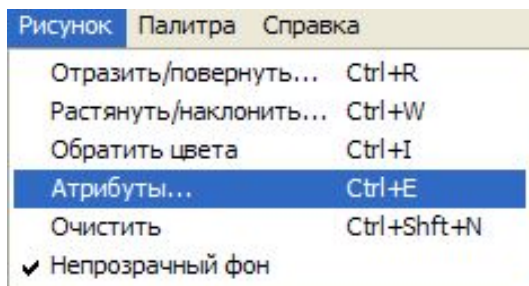 Рисунок Палитра Справка
Отразить/повернуть... Ctrl+R
Растянуть/наклонить... Ctrl+W
Обратить цвета Ctrl+I
Атрибуты... Ctrl+E
Очистить Ctrl+Shft+N
Непрозрачный фон